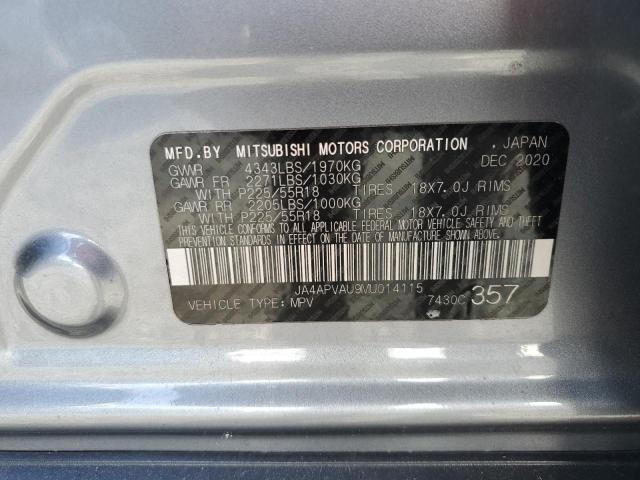 MFD.BY MITSUBISHI MOTORS CORPORATION , JAPAN
GVWR 4343LBS/1970KG DEC 2020
GAWR FR 2271LBS/1030KG
WITH P225/55R18 TIRES 18X7.0J RIMS
GAWR RR 2205LBS/1000KG
WITH P225/55R18 TIRES 18X7.0J RIMS
THIS VEHICLE CONFORMS TO ALL APPLICABLE FEDERAL MOTOR VEHICLE SAFETY AND THEFT
PREVENTION STANDARDS IN EFFECT ON THE DATE OF MANUFACTURE SHOWN ABOVE.
JA4APVAU9MU014115
VEHICLE TYPE: MPV 7430C 357